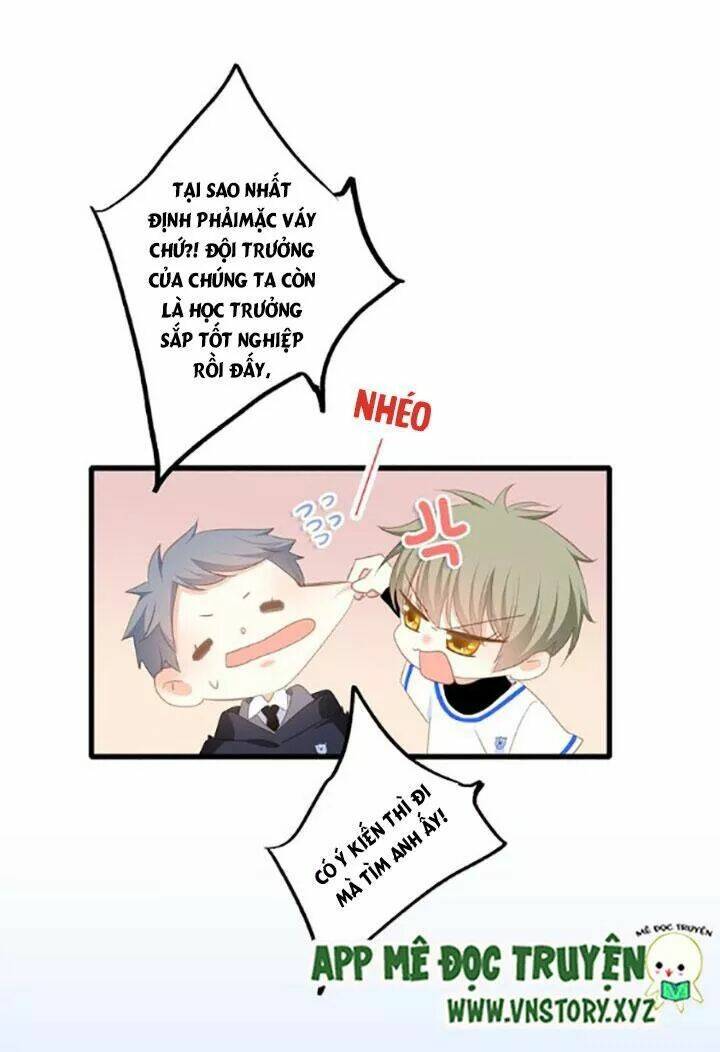 TẠI SAO NHẤT
ĐỊNH PHẢIMẶC VÁY
CHỨ?! ĐỘI TRƯỞNG
CỦA CHÚNG TA CÒN
LÀ HỌC TRƯỞNG
SẮP TỐT NGHIỆP
RỒI ĐẤY,
NHÉO
CÓ Ý KIẾN THÌ ĐI
MÀ TÌM ANH ẤY!
MÊ ĐỌC TRUYỆN
APP MÊ ĐỌC TRUYỆN
WWW.VNSTORY.XYZ